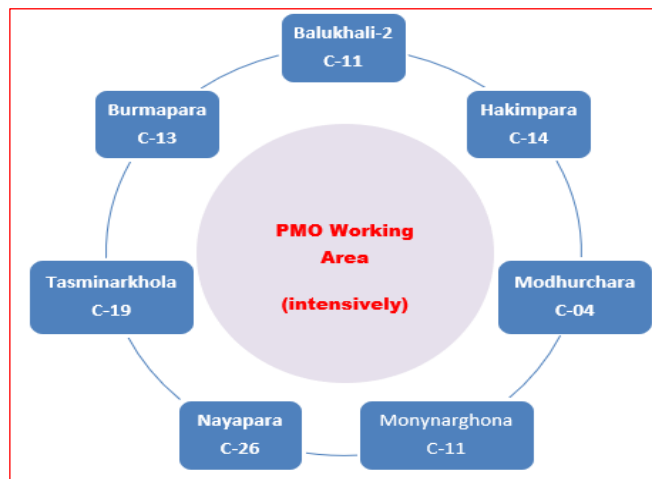 Balukhali-2
C-11
Burmapara
C-13
Hakimpara
C-14
PMO Working
Area
(intensively)
Tasminarkhola
C-19
Modhurchara
C-04
Nayapara
C-26
Monynarghona
C-11